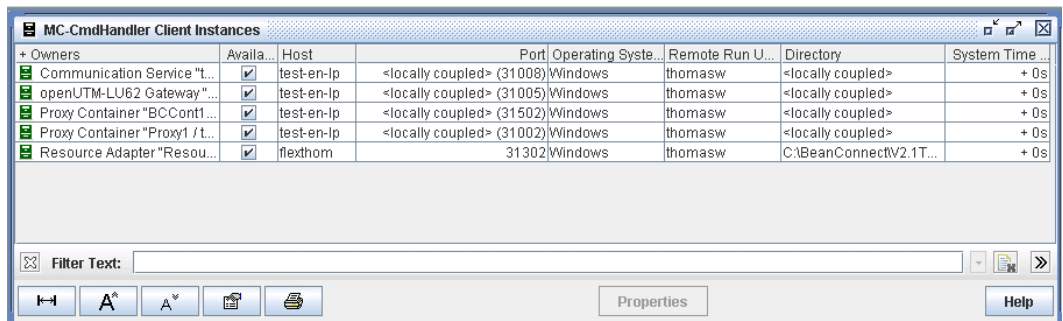 MC-CmdHandler Client Instances
+ Owners Availa... Host Port Operating Syste... Remote Run U... Directory System Time ...
Communication Service "t... test-en-lp <locally coupled> (31008) Windows thomasw <locally coupled> + 0s
openUTM-LU62 Gateway "... test-en-lp <locally coupled> (31005) Windows thomasw <locally coupled> + 0s
Proxy Container "BCCont1... test-en-lp <locally coupled> (31502) Windows thomasw <locally coupled> + 0s
Proxy Container "Proxy1 / t... test-en-lp <locally coupled> (31002) Windows thomasw <locally coupled> + 0s
Resource Adapter "Resou... flexthom 31302 Windows thomasw C:\BeanConnect\V2.1T... + 0s
Filter Text:
A A Properties Help